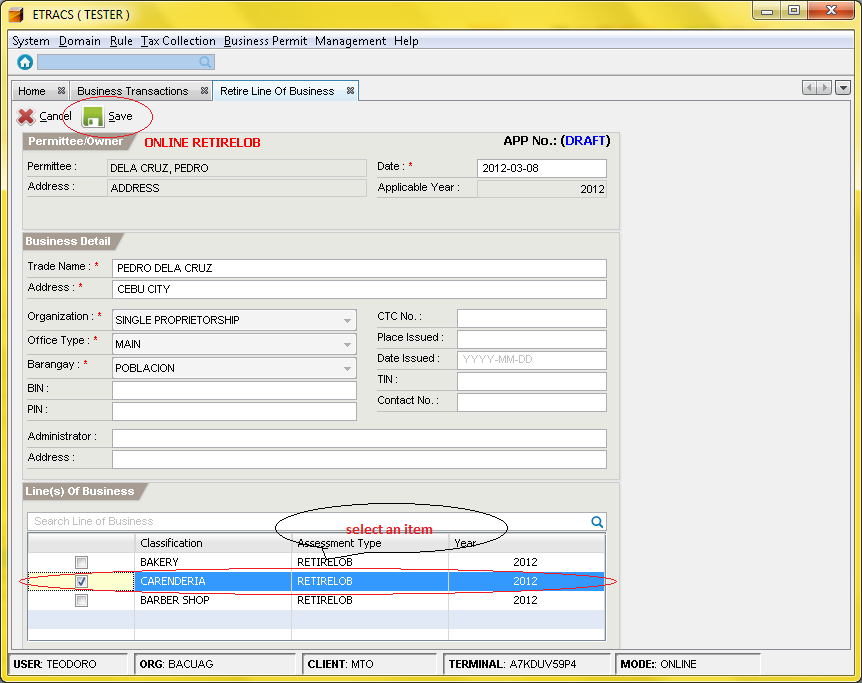 ETRACS ( TESTER )
System Domain Rule Tax Collection Business Permit Management Help
Home Business Transactions Retire Line Of Business
Cancel Save
Permittee/Owner ONLINE RETIRELOB APP No.: (DRAFT)
Permittee : DELA CRUZ, PEDRO Date : * 2012-03-08
Address : ADDRESS Applicable Year : 2012
Business Detail
Trade Name : * PEDRO DELA CRUZ
Address : * CEBU CITY
Organization : * SINGLE PROPRIETORSHIP CTC No. :
Office Type : * MAIN Place Issued :
Barangay : * POBLACION Date Issued : YYYY-MM-DD
BIN : TIN :
PIN : Contact No. :
Administrator :
Address :
Line(s) Of Business
Search Line of Business
select an item
Classification Assessment Type Year
BAKERY RETIRELOB 2012
CARENDERIA RETIRELOB 2012
BARBER SHOP RETIRELOB 2012
USER: TEODORO ORG: BACUAG CLIENT: MTO TERMINAL: A7KDUV59P4 MODE:: ONLINE